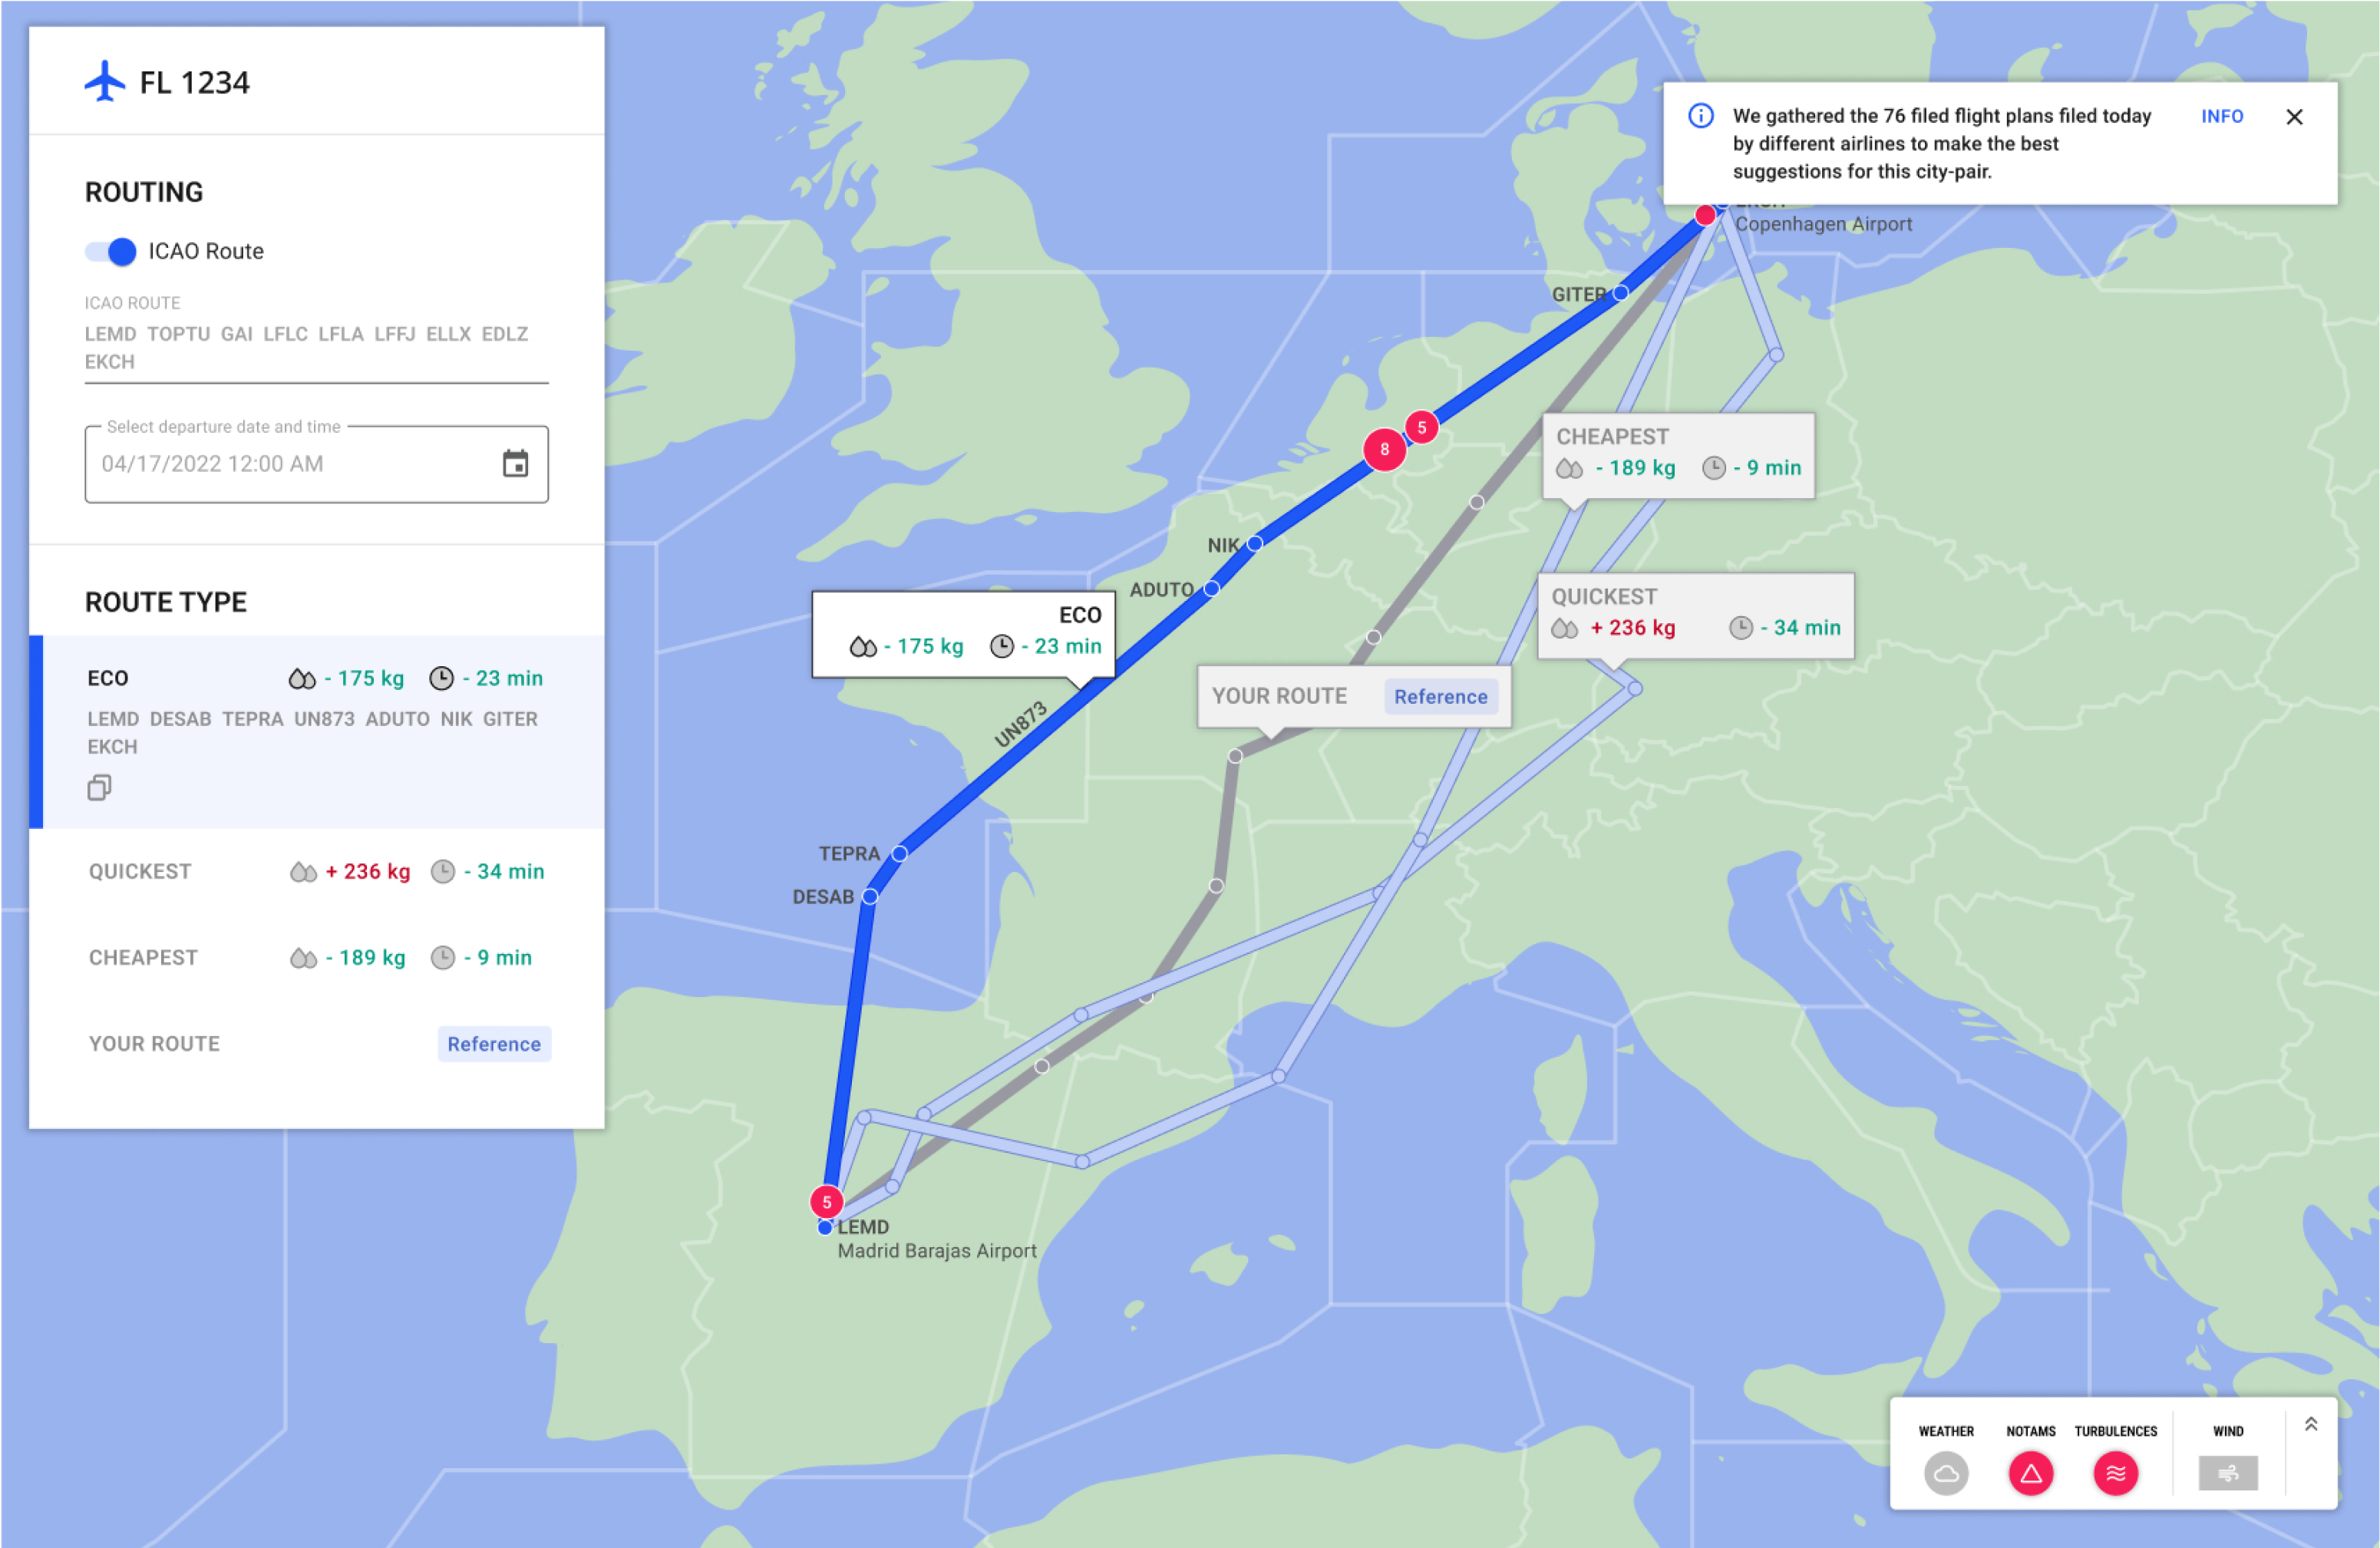 FL 1234
ROUTING
ICAO Route
ICAO ROUTE
LEMD TOPTU GAI LFLC LFLA LFFJ ELLX EDLZ
EKCH
Select departure date and time
04/17/2022 12:00 AM
ROUTE TYPE
ECO - 175 kg - 23 min
LEMD DESAB TEPRA UN873 ADUTO NIK GITER
EKCH
QUICKEST + 236 kg - 34 min
CHEAPEST - 189 kg - 9 min
YOUR ROUTE Reference
We gathered the 76 filed flight plans filed today
by different airlines to make the best
suggestions for this city-pair.
INFO
Copenhagen Airport
GITER
5
8
CHEAPEST
- 189 kg - 9 min
NIK
ADUTO
QUICKEST
+ 236 kg - 34 min
ECO
- 175 kg - 23 min
YOUR ROUTE Reference
UN873
TEPRA
DESAB
5
LEMD
Madrid Barajas Airport
WEATHER NOTAMS TURBULENCES WIND